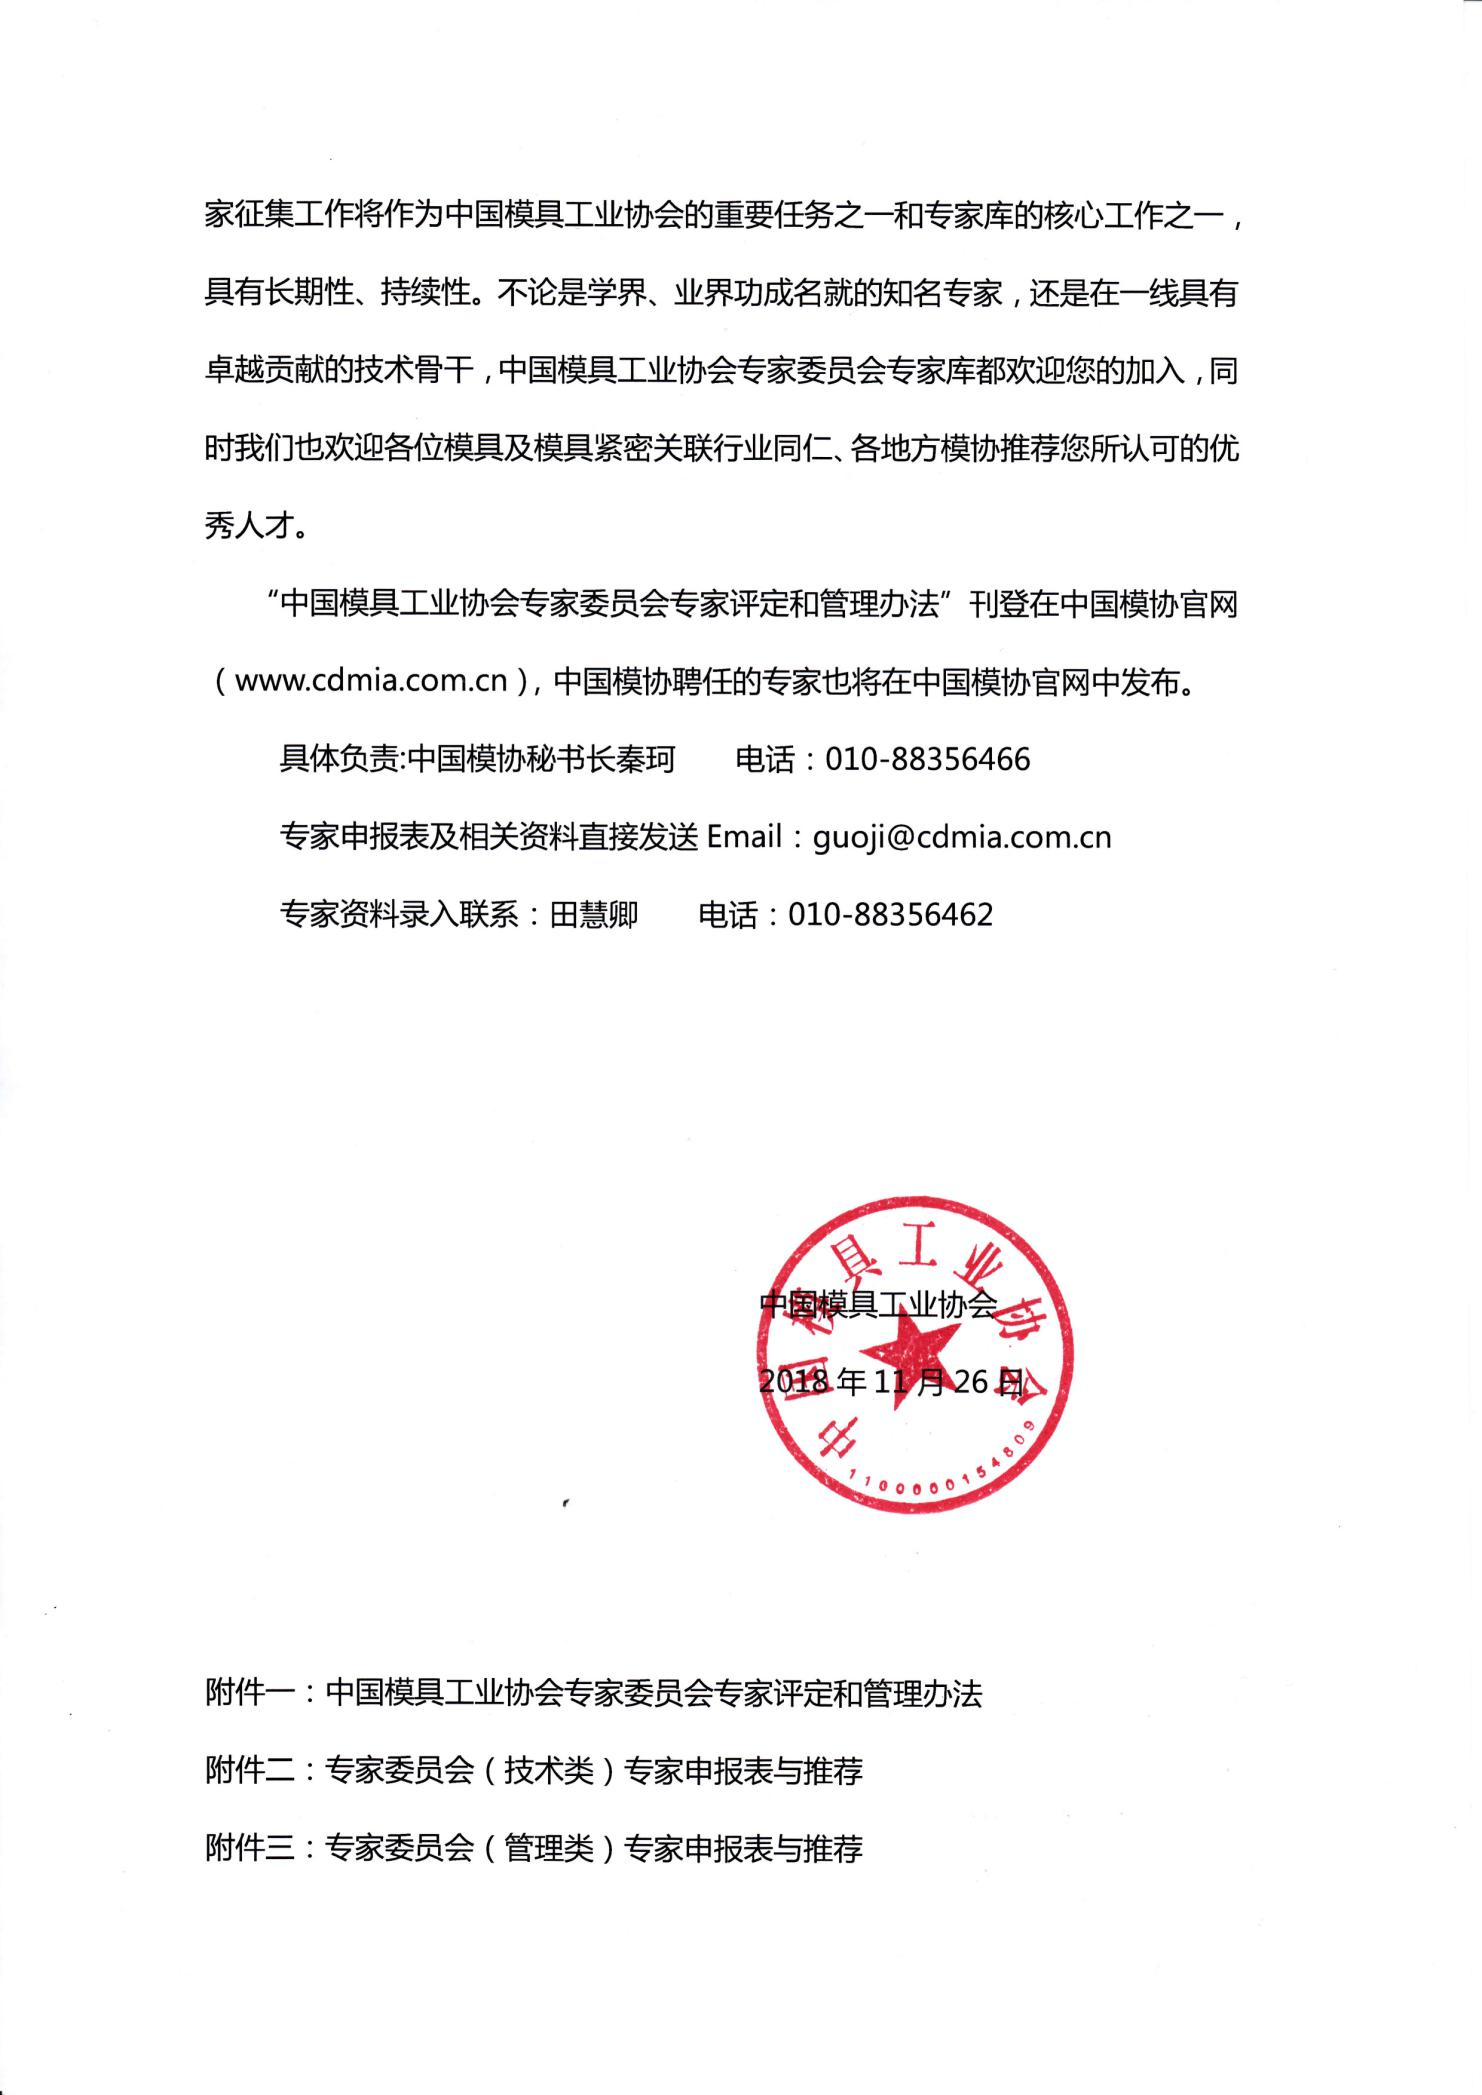 家征集工作将作为中国模具工业协会的重要任务之一和专家库的核心工作之一，
具有长期性、持续性。不论是学界、业界功成名就的知名专家，还是在一线具有
卓越贡献的技术骨干，中国模具工业协会专家委员会专家库都欢迎您的加入，同
时我们也欢迎各位模具及模具紧密关联行业同仁、各地方模协推荐您所认可的优
秀人才。
“中国模具工业协会专家委员会专家评定和管理办法”刊登在中国模协官网
（www.cdmia.com.cn），中国模协聘任的专家也将在中国模协官网中发布。
具体负责:中国模协秘书长秦珂  电话：010-88356466
专家申报表及相关资料直接发送 Email：guoji@cdmia.com.cn
专家资料录入联系：田慧卿  电话：010-88356462
中国模具工业协会
中国模具工业协会
2018 年 11 月 26 日
1100000154809
附件一：中国模具工业协会专家委员会专家评定和管理办法
附件二：专家委员会（技术类）专家申报表与推荐
附件三：专家委员会（管理类）专家申报表与推荐